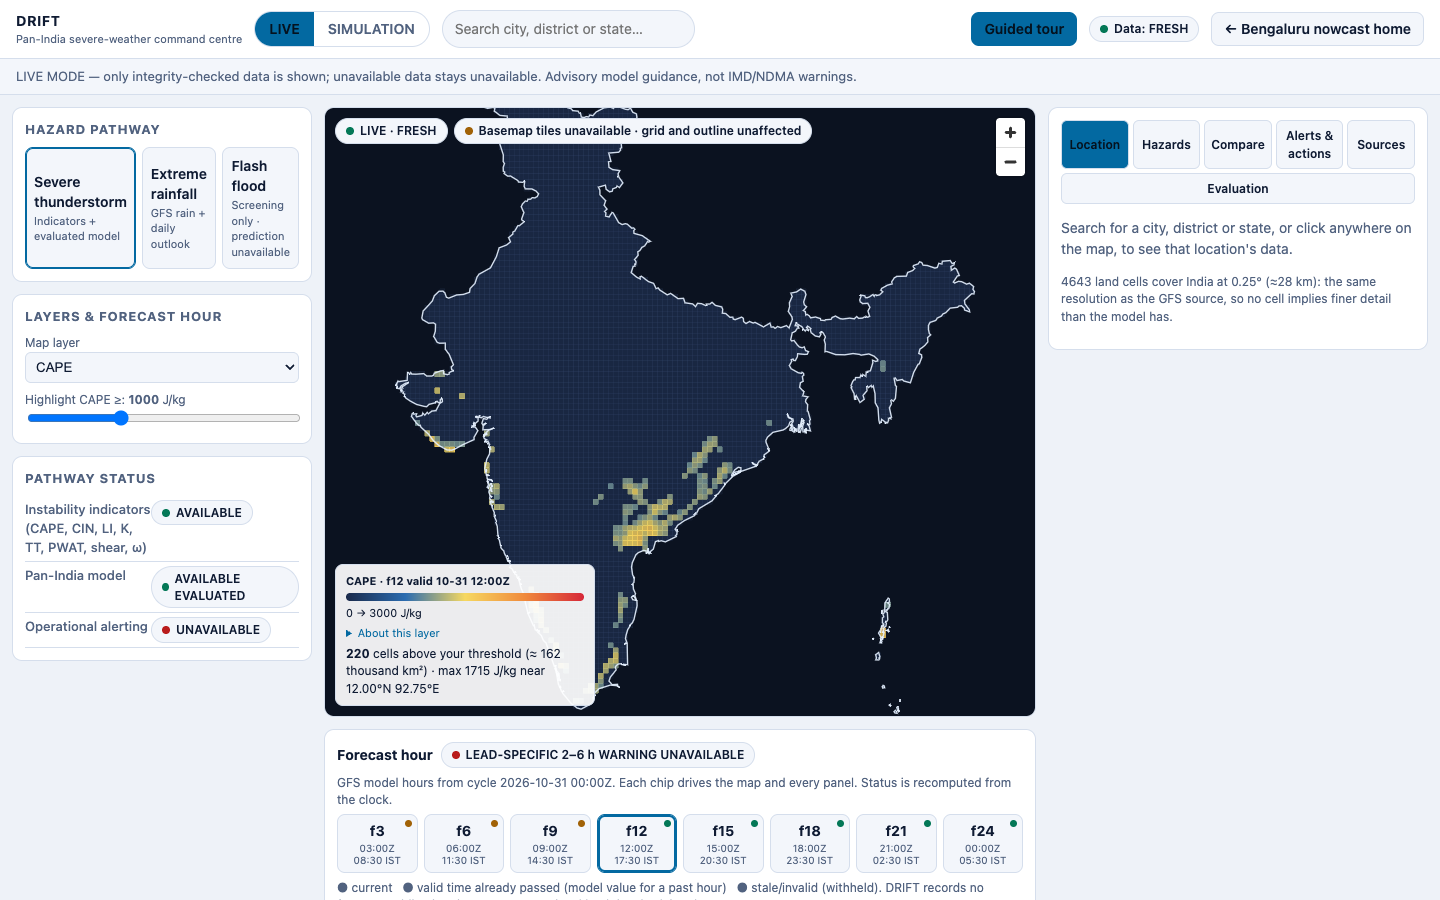 DRIFT
Pan-India severe-weather command centre
LIVE
SIMULATION
Search city, district or state...
Guided tour
Data: FRESH
← Bengaluru nowcast home
LIVE MODE — only integrity-checked data is shown; unavailable data stays unavailable. Advisory model guidance, not IMD/NDMA warnings.
HAZARD PATHWAY
Severe
thunderstorm
Indicators +
evaluated model
Extreme
rainfall
GFS rain +
daily
outlook
Flash
flood
Screening
only ·
prediction
unavailable
LAYERS & FORECAST HOUR
Map layer
CAPE
Highlight CAPE ≥: 1000 J/kg
PATHWAY STATUS
Instability indicators
(CAPE, CIN, LI, K,
TT, PWAT, shear, ω)
AVAILABLE
Pan-India model
AVAILABLE
EVALUATED
Operational alerting
UNAVAILABLE
LIVE · FRESH
Basemap tiles unavailable · grid and outline unaffected
+
−
CAPE · f12 valid 10-31 12:00Z
0 → 3000 J/kg
About this layer
220 cells above your threshold (≈ 162
thousand km²) · max 1715 J/kg near
12.00°N 92.75°E
Forecast hour
LEAD-SPECIFIC 2–6 h WARNING UNAVAILABLE
GFS model hours from cycle 2026-10-31 00:00Z. Each chip drives the map and every panel. Status is recomputed from
the clock.
f3
03:00Z
08:30 IST
f6
06:00Z
11:30 IST
f9
09:00Z
14:30 IST
f12
12:00Z
17:30 IST
f15
15:00Z
20:30 IST
f18
18:00Z
23:30 IST
f21
21:00Z
02:30 IST
f24
00:00Z
05:30 IST
current
valid time already passed (model value for a past hour)
stale/invalid (withheld). DRIFT records no
Location
Hazards
Compare
Alerts &
actions
Sources
Evaluation
Search for a city, district or state, or click anywhere on
the map, to see that location's data.
4643 land cells cover India at 0.25° (≈28 km): the same
resolution as the GFS source, so no cell implies finer detail
than the model has.